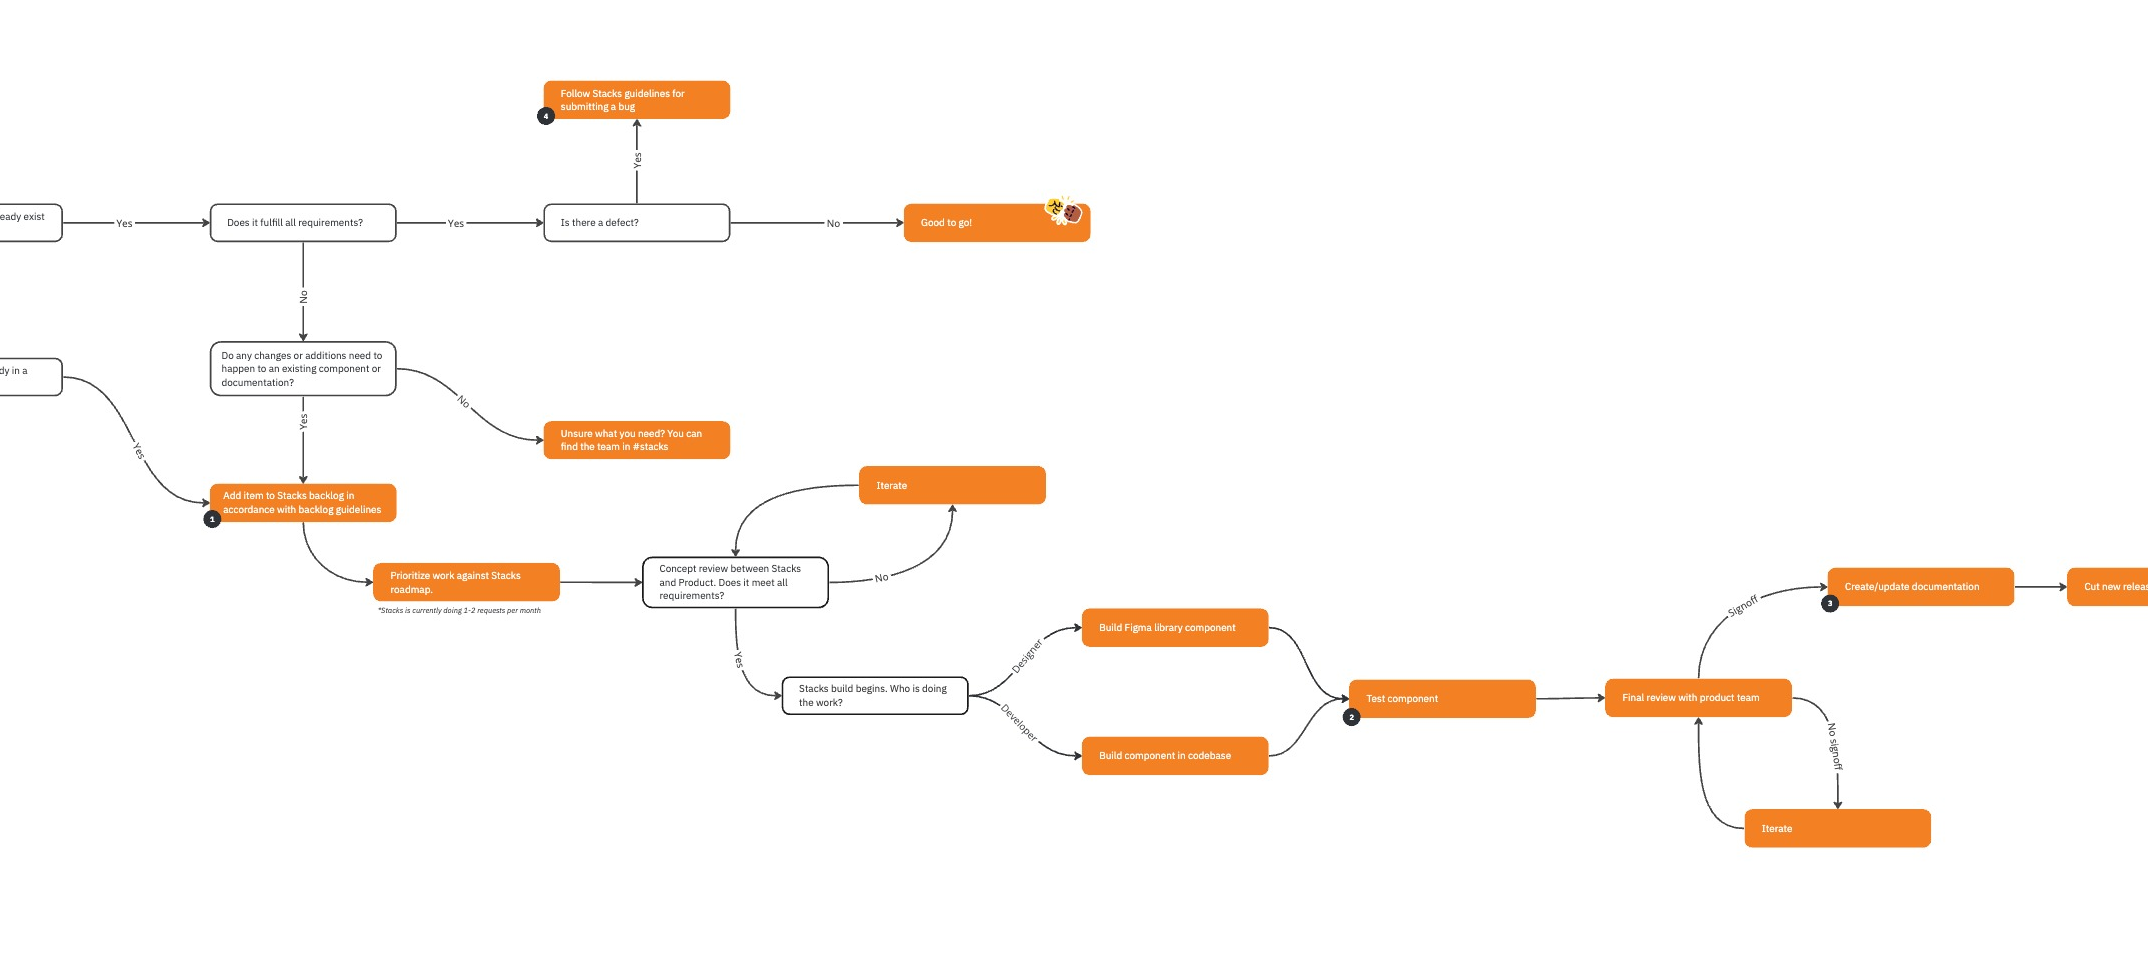 Follow Stacks guidelines for
submitting a bug
4
Yes
eady exist
Yes
Does it fulfill all requirements?
Yes
Is there a defect?
No
Good to go!
No
Do any changes or additions need to
happen to an existing component or
documentation?
dy in a
No
Yes
Yes
Unsure what you need? You can
find the team in #stacks
Add item to Stacks backlog in
accordance with backlog guidelines
1
Iterate
Prioritize work against Stacks
roadmap.
*Stacks is currently doing 1-2 requests per month
Concept review between Stacks
and Product. Does it meet all
requirements?
No
Yes
Stacks build begins. Who is doing
the work?
Designer
Developer
Build Figma library component
Build component in codebase
Test component
2
Final review with product team
Signoff
No signoff
Iterate
Create/update documentation
3
Cut new relea